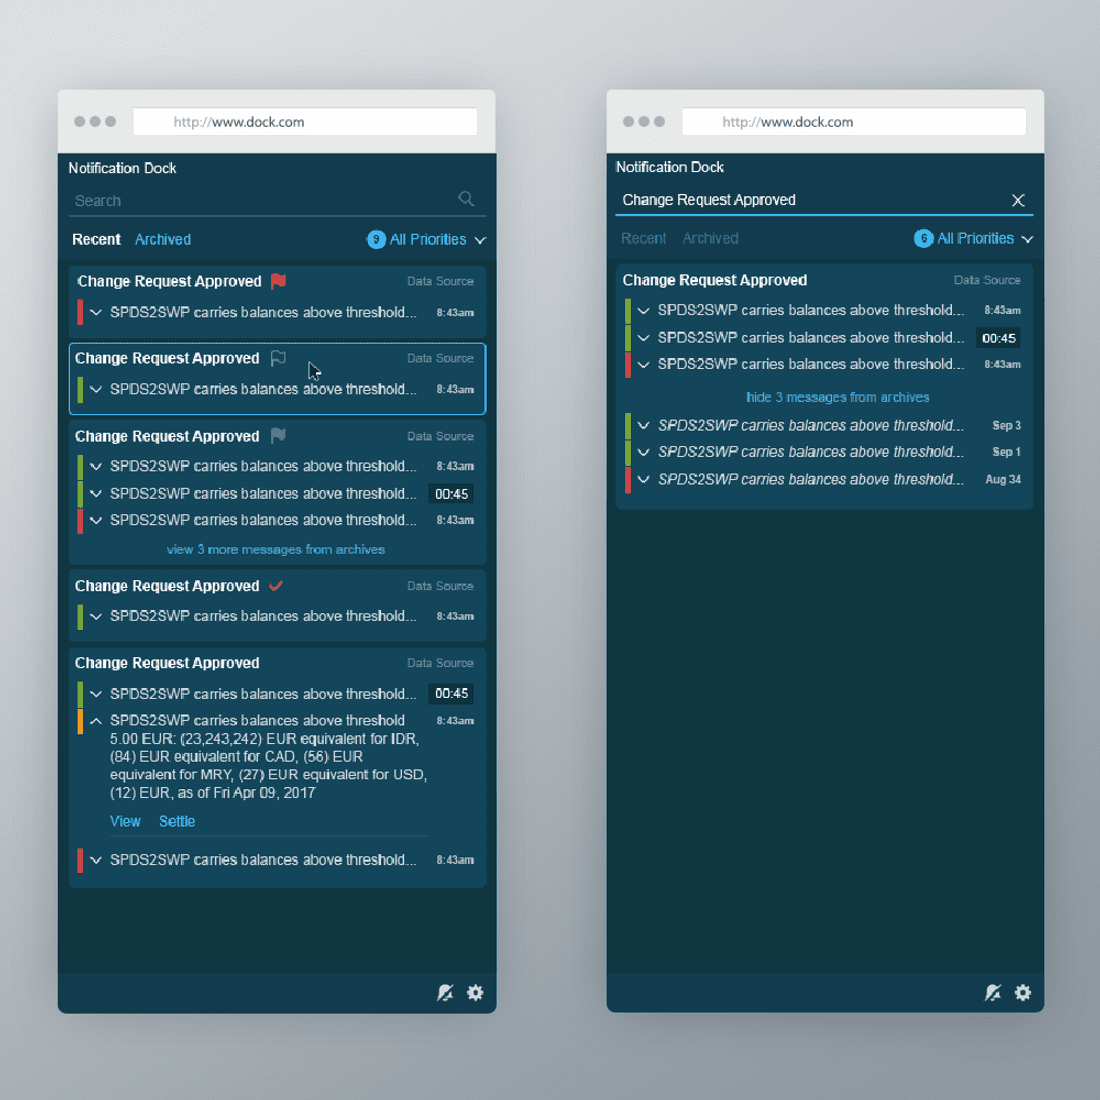 http://www.dock.com
Notification Dock
Search
Recent Archived 9 All Priorities
Change Request Approved Data Source
SPDS2SWP carries balances above threshold... 8:43am
Change Request Approved Data Source
SPDS2SWP carries balances above threshold... 8:43am
Change Request Approved Data Source
SPDS2SWP carries balances above threshold... 8:43am
SPDS2SWP carries balances above threshold... 00:45
SPDS2SWP carries balances above threshold... 8:43am
view 3 more messages from archives
Change Request Approved Data Source
SPDS2SWP carries balances above threshold... 8:43am
Change Request Approved Data Source
SPDS2SWP carries balances above threshold... 00:45
SPDS2SWP carries balances above threshold 8:43am
5.00 EUR: (23,243,242) EUR equivalent for IDR,
(84) EUR equivalent for CAD, (56) EUR
equivalent for MRY, (27) EUR equivalent for USD,
(12) EUR, as of Fri Apr 09, 2017
View Settle
SPDS2SWP carries balances above threshold... 8:43am
http://www.dock.com
Notification Dock
Change Request Approved
Recent Archived 6 All Priorities
Change Request Approved Data Source
SPDS2SWP carries balances above threshold... 8:43am
SPDS2SWP carries balances above threshold... 00:45
SPDS2SWP carries balances above threshold... 8:43am
hide 3 messages from archives
SPDS2SWP carries balances above threshold... Sep 3
SPDS2SWP carries balances above threshold... Sep 1
SPDS2SWP carries balances above threshold... Aug 34